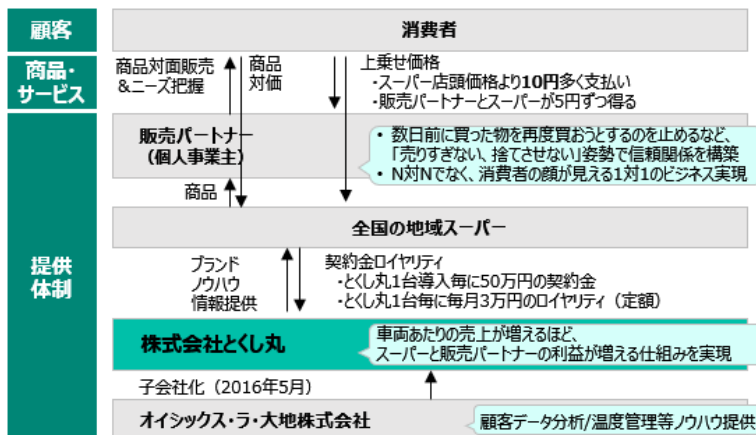 顧客
消費者
商品・
サービス
商品対面販売
&ニーズ把握
商品
対価
上乗せ価格
・スーパー店頭価格より10円多く支払い
・販売パートナーとスーパーが5円ずつ得る
提供
体制
販売パートナー
（個人事業主）
• 数日前に買った物を再度買おうとするのを止めるなど、
「売りすぎない、捨てさせない」姿勢で信頼関係を構築
• N対Nでなく、消費者の顔が見える1対1のビジネス実現
商品
全国の地域スーパー
ブランド
ノウハウ
情報提供
契約金ロイヤリティ
・とくし丸1台導入毎に50万円の契約金
・とくし丸1台毎に毎月3万円のロイヤリティ（定額）
株式会社とくし丸
車両あたりの売上が増えるほど、
スーパーと販売パートナーの利益が増える仕組みを実現
子会社化（2016年5月）
オイシックス・ラ・大地株式会社
顧客データ分析/温度管理等ノウハウ提供